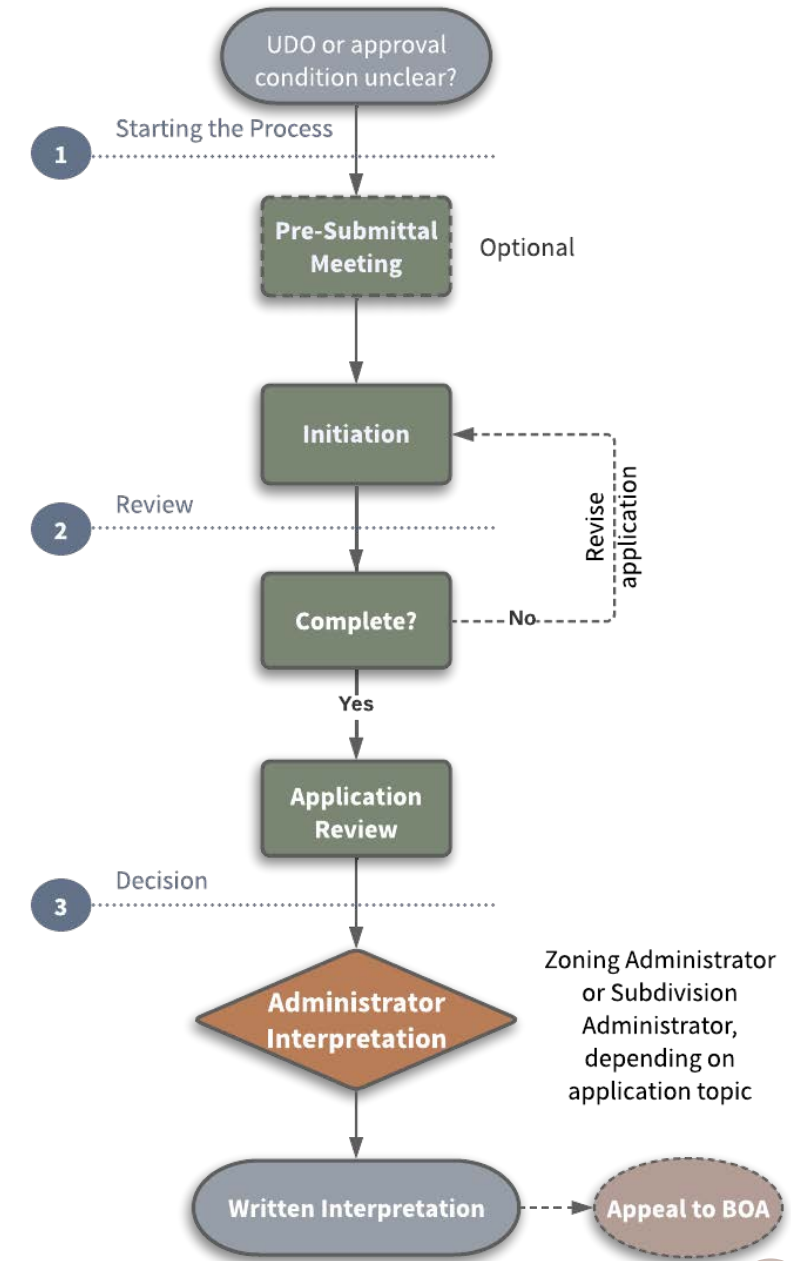 UDO or approval
condition unclear?
Starting the Process
1
Pre-Submittal
Meeting
Optional
Initiation
Revise
application
Review
2
Complete?
No
Yes
Application
Review
Decision
3
Administrator
Interpretation
Zoning Administrator
or Subdivision
Administrator,
depending on
application topic
Written Interpretation
Appeal to BOA